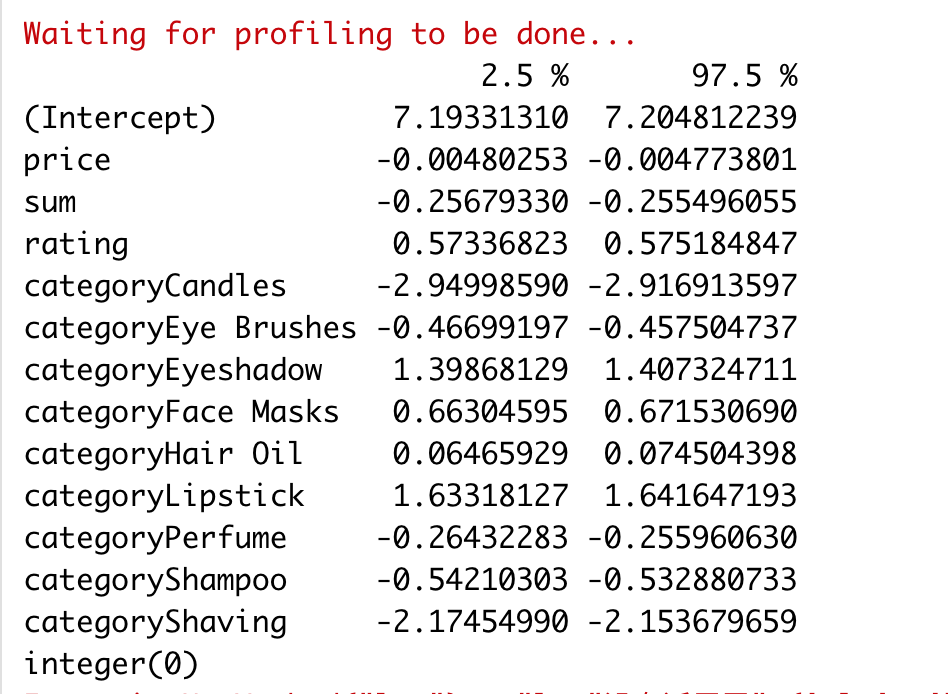 Waiting for profiling to be done...
2.5 % 97.5 %
(Intercept) 7.19331310 7.204812239
price -0.00480253 -0.004773801
sum -0.25679330 -0.255496055
rating 0.57336823 0.575184847
categoryCandles -2.94998590 -2.916913597
categoryEye Brushes -0.46699197 -0.457504737
categoryEyeshadow 1.39868129 1.407324711
categoryFace Masks 0.66304595 0.671530690
categoryHair Oil 0.06465929 0.074504398
categoryLipstick 1.63318127 1.641647193
categoryPerfume -0.26432283 -0.255960630
categoryShampoo -0.54210303 -0.532880733
categoryShaving -2.17454990 -2.153679659
integer(0)